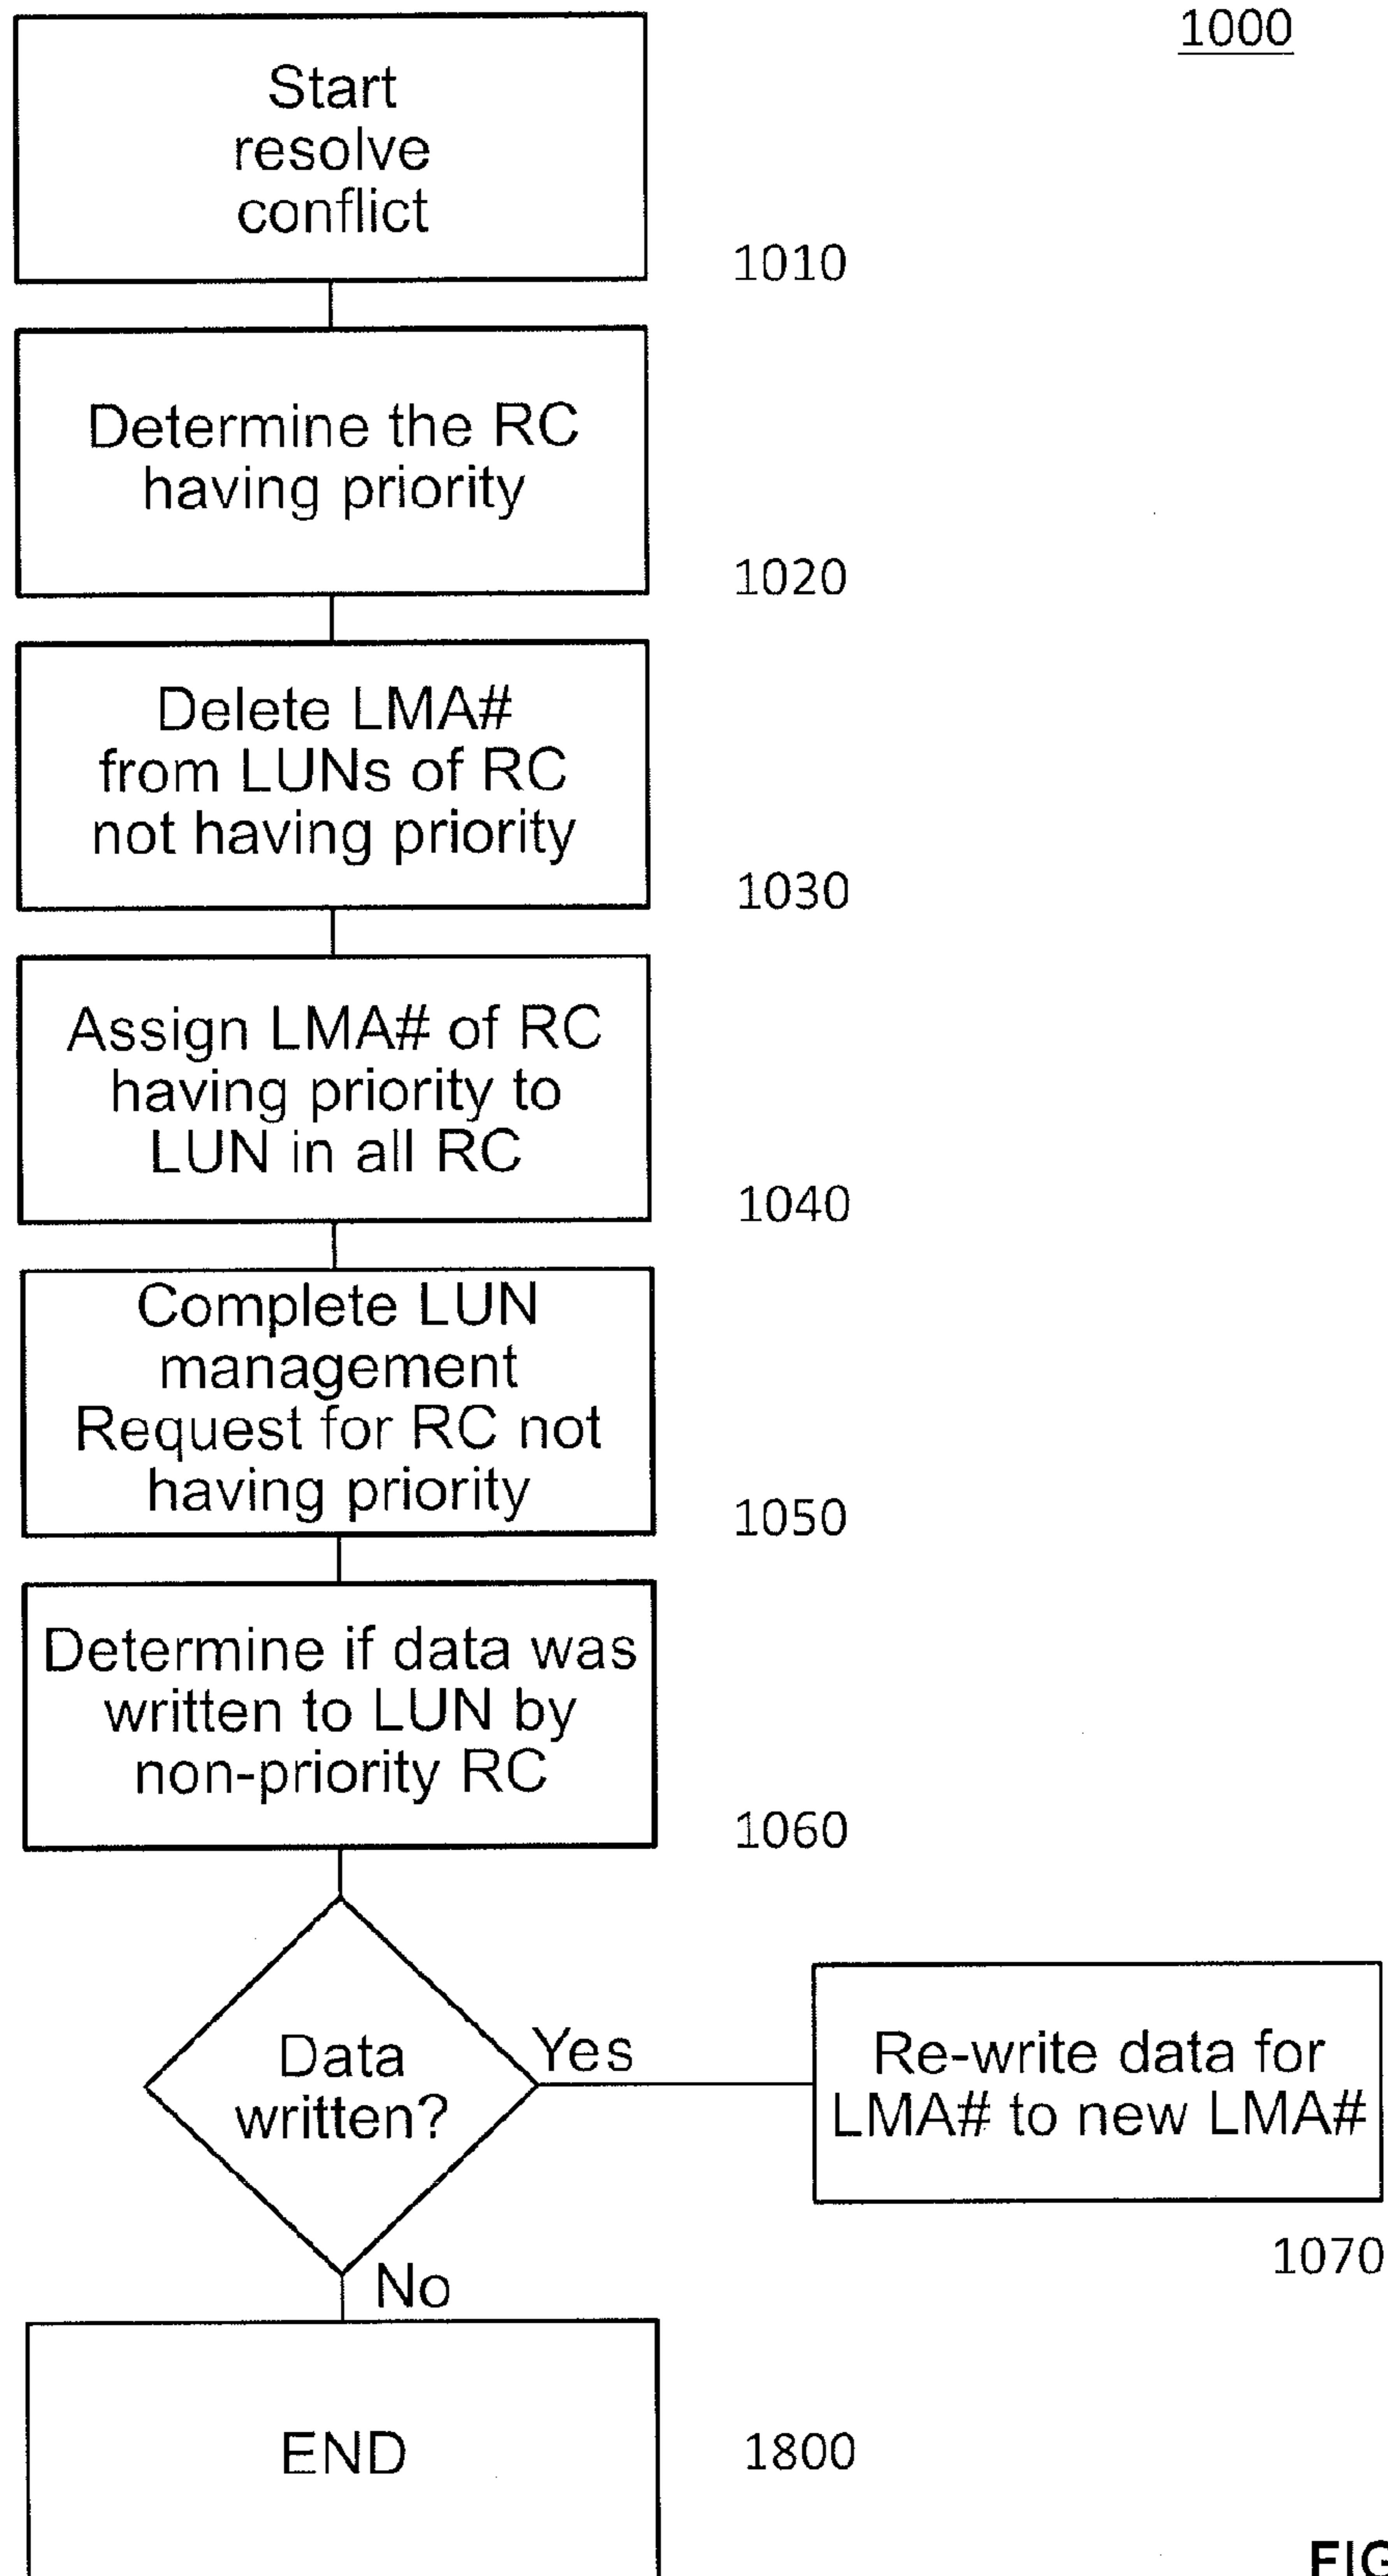 1000
Start
resolve
conflict
1010
Determine the RC
having priority
1020
Delete LMA#
from LUNs of RC
not having priority
1030
Assign LMA# of RC
having priority to
LUN in all RC
1040
Complete LUN
management
Request for RC not
having priority
1050
Determine if data was
written to LUN by
non-priority RC
1060
Data
written?
Yes
Re-write data for
LMA# to new LMA#
1070
No
END
1800
FIG